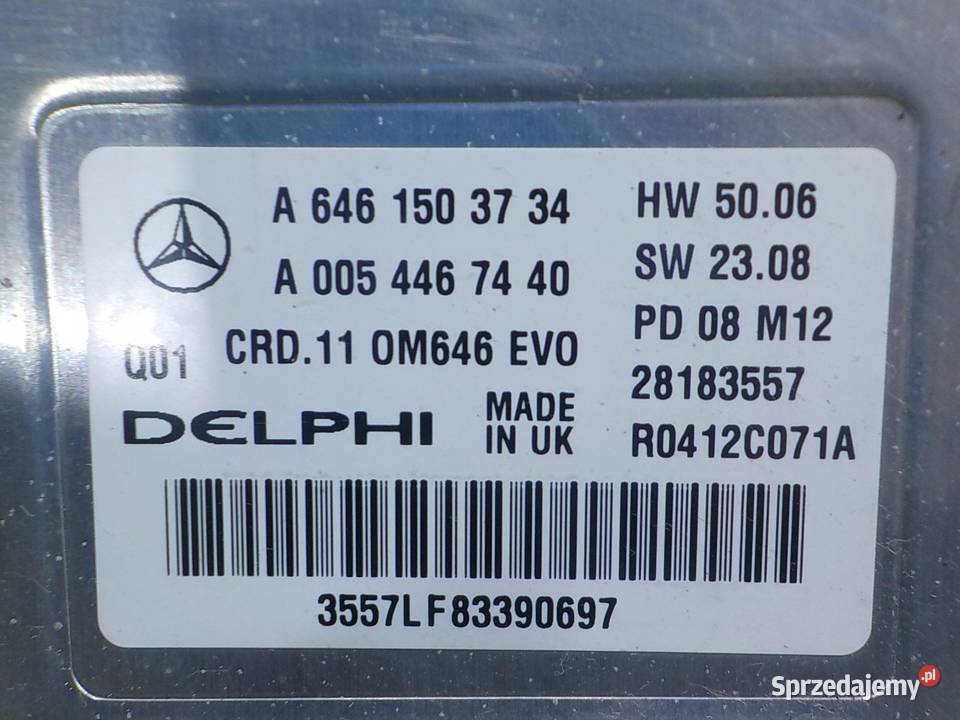 A 646 150 37 34
HW 50.06
A 005 446 74 40
SW 23.08
Q01
CRD.11 OM646 EVO
PD 08 M12
28183557
DELPHI
MADE
IN UK
R0412C071A
3557LF83390697
Sprzedajemy.pl